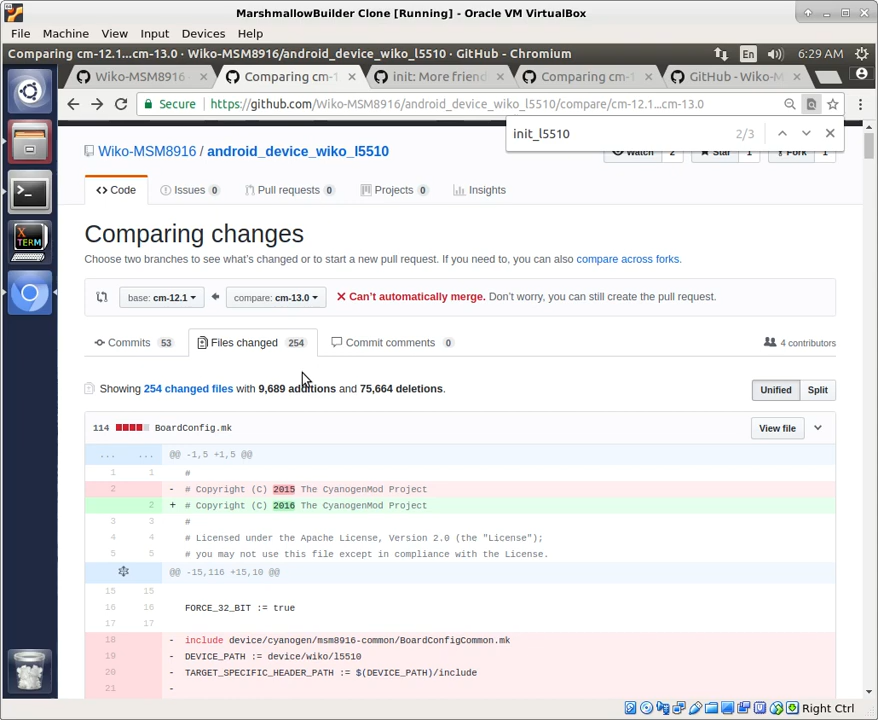 MarshmallowBuilder Clone [Running] - Oracle VM VirtualBox
File Machine View Input Devices Help
Comparing cm-12.1...cm-13.0 · Wiko-MSM8916/android_device_wiko_l5510 · GitHub - Chromium
En 6:29 AM
Wiko-MSM8916 Comparing cm-1 init: More friend Comparing cm-1 GitHub - Wiko-M
Secure https://github.com/Wiko-MSM8916/android_device_wiko_l5510/compare/cm-12.1...cm-13.0
init_l5510 2/3
Wiko-MSM8916 / android_device_wiko_l5510
Watch 2 Star 1 Fork 1
Code Issues 0 Pull requests 0 Projects 0 Insights
Comparing changes
Choose two branches to see what's changed or to start a new pull request. If you need to, you can also compare across forks.
base: cm-12.1 compare: cm-13.0 Can't automatically merge. Don't worry, you can still create the pull request.
Commits 53 Files changed 254 Commit comments 0 4 contributors
Showing 254 changed files with 9,689 additions and 75,664 deletions.
Unified Split
114 BoardConfig.mk View file
... ... @@ -1,5 +1,5 @@
1 1 #
2 - # Copyright (C) 2015 The CyanogenMod Project
2 + # Copyright (C) 2016 The CyanogenMod Project
3 3 #
4 4 # Licensed under the Apache License, Version 2.0 (the "License");
5 5 # you may not use this file except in compliance with the License.
@@ -15,116 +15,10 @@
15 15
16 16 FORCE_32_BIT := true
17 17
18 - include device/cyanogen/msm8916-common/BoardConfigCommon.mk
19 - DEVICE_PATH := device/wiko/l5510
20 - TARGET_SPECIFIC_HEADER_PATH := $(DEVICE_PATH)/include
21 -
X TERM
Right Ctrl